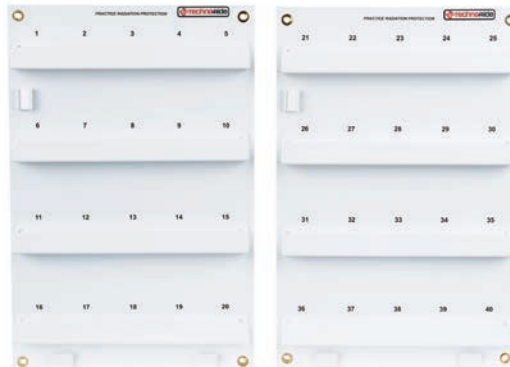 PRACTICE RADIATION PROTECTION technoaide
1 2 3 4 5
6 7 8 9 10
11 12 13 14 15
16 17 18 19 20
PRACTICE RADIATION PROTECTION technoaide
21 22 23 24 25
26 27 28 29 30
31 32 33 34 35
36 37 38 39 40